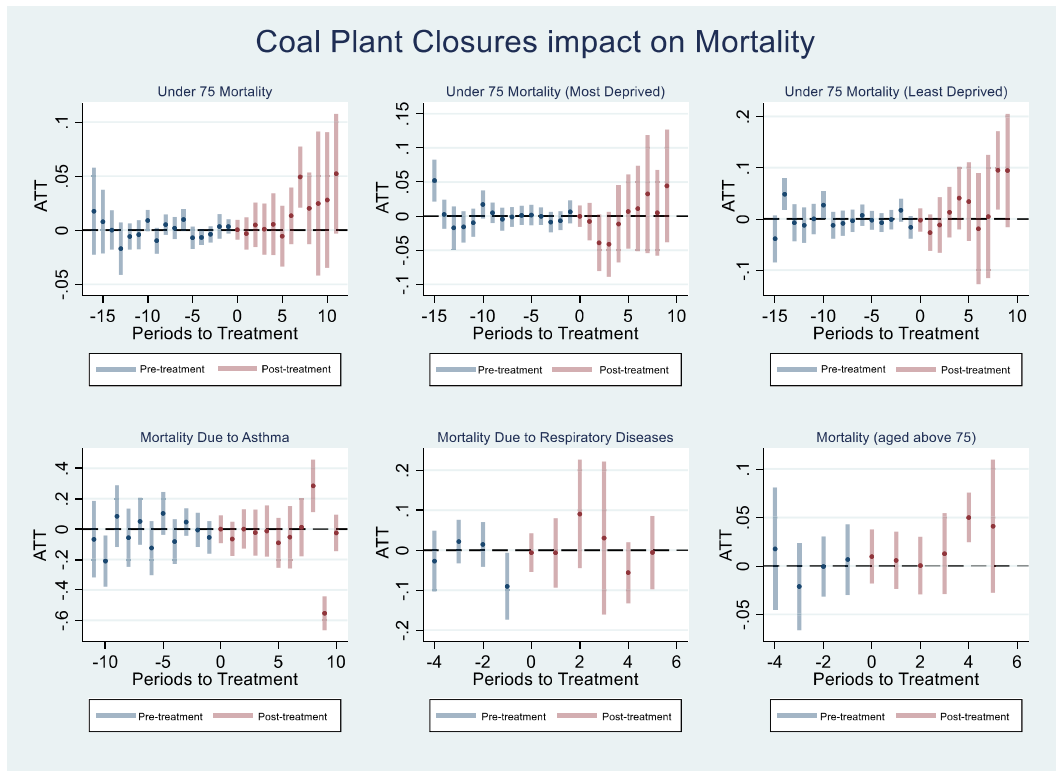 Coal Plant Closures impact on Mortality
Under 75 Mortality
ATT
.1
.05
0
-.05
-15 -10 -5 0 5 10
Periods to Treatment
Pre-treatment Post-treatment
Under 75 Mortality (Most Deprived)
ATT
.15
.1
.05
0
-.05
-.1
-15 -10 -5 0 5 10
Periods to Treatment
Pre-treatment Post-treatment
Under 75 Mortality (Least Deprived)
ATT
.2
.1
0
-.1
-15 -10 -5 0 5 10
Periods to Treatment
Pre-treatment Post-treatment
Mortality Due to Asthma
ATT
.4
.2
0
-.2
-.4
-.6
-10 -5 0 5 10
Periods to Treatment
Pre-treatment Post-treatment
Mortality Due to Respiratory Diseases
ATT
.2
.1
0
-.1
-.2
-4 -2 0 2 4 6
Periods to Treatment
Pre-treatment Post-treatment
Mortality (aged above 75)
ATT
.1
.05
0
-.05
-4 -2 0 2 4 6
Periods to Treatment
Pre-treatment Post-treatment